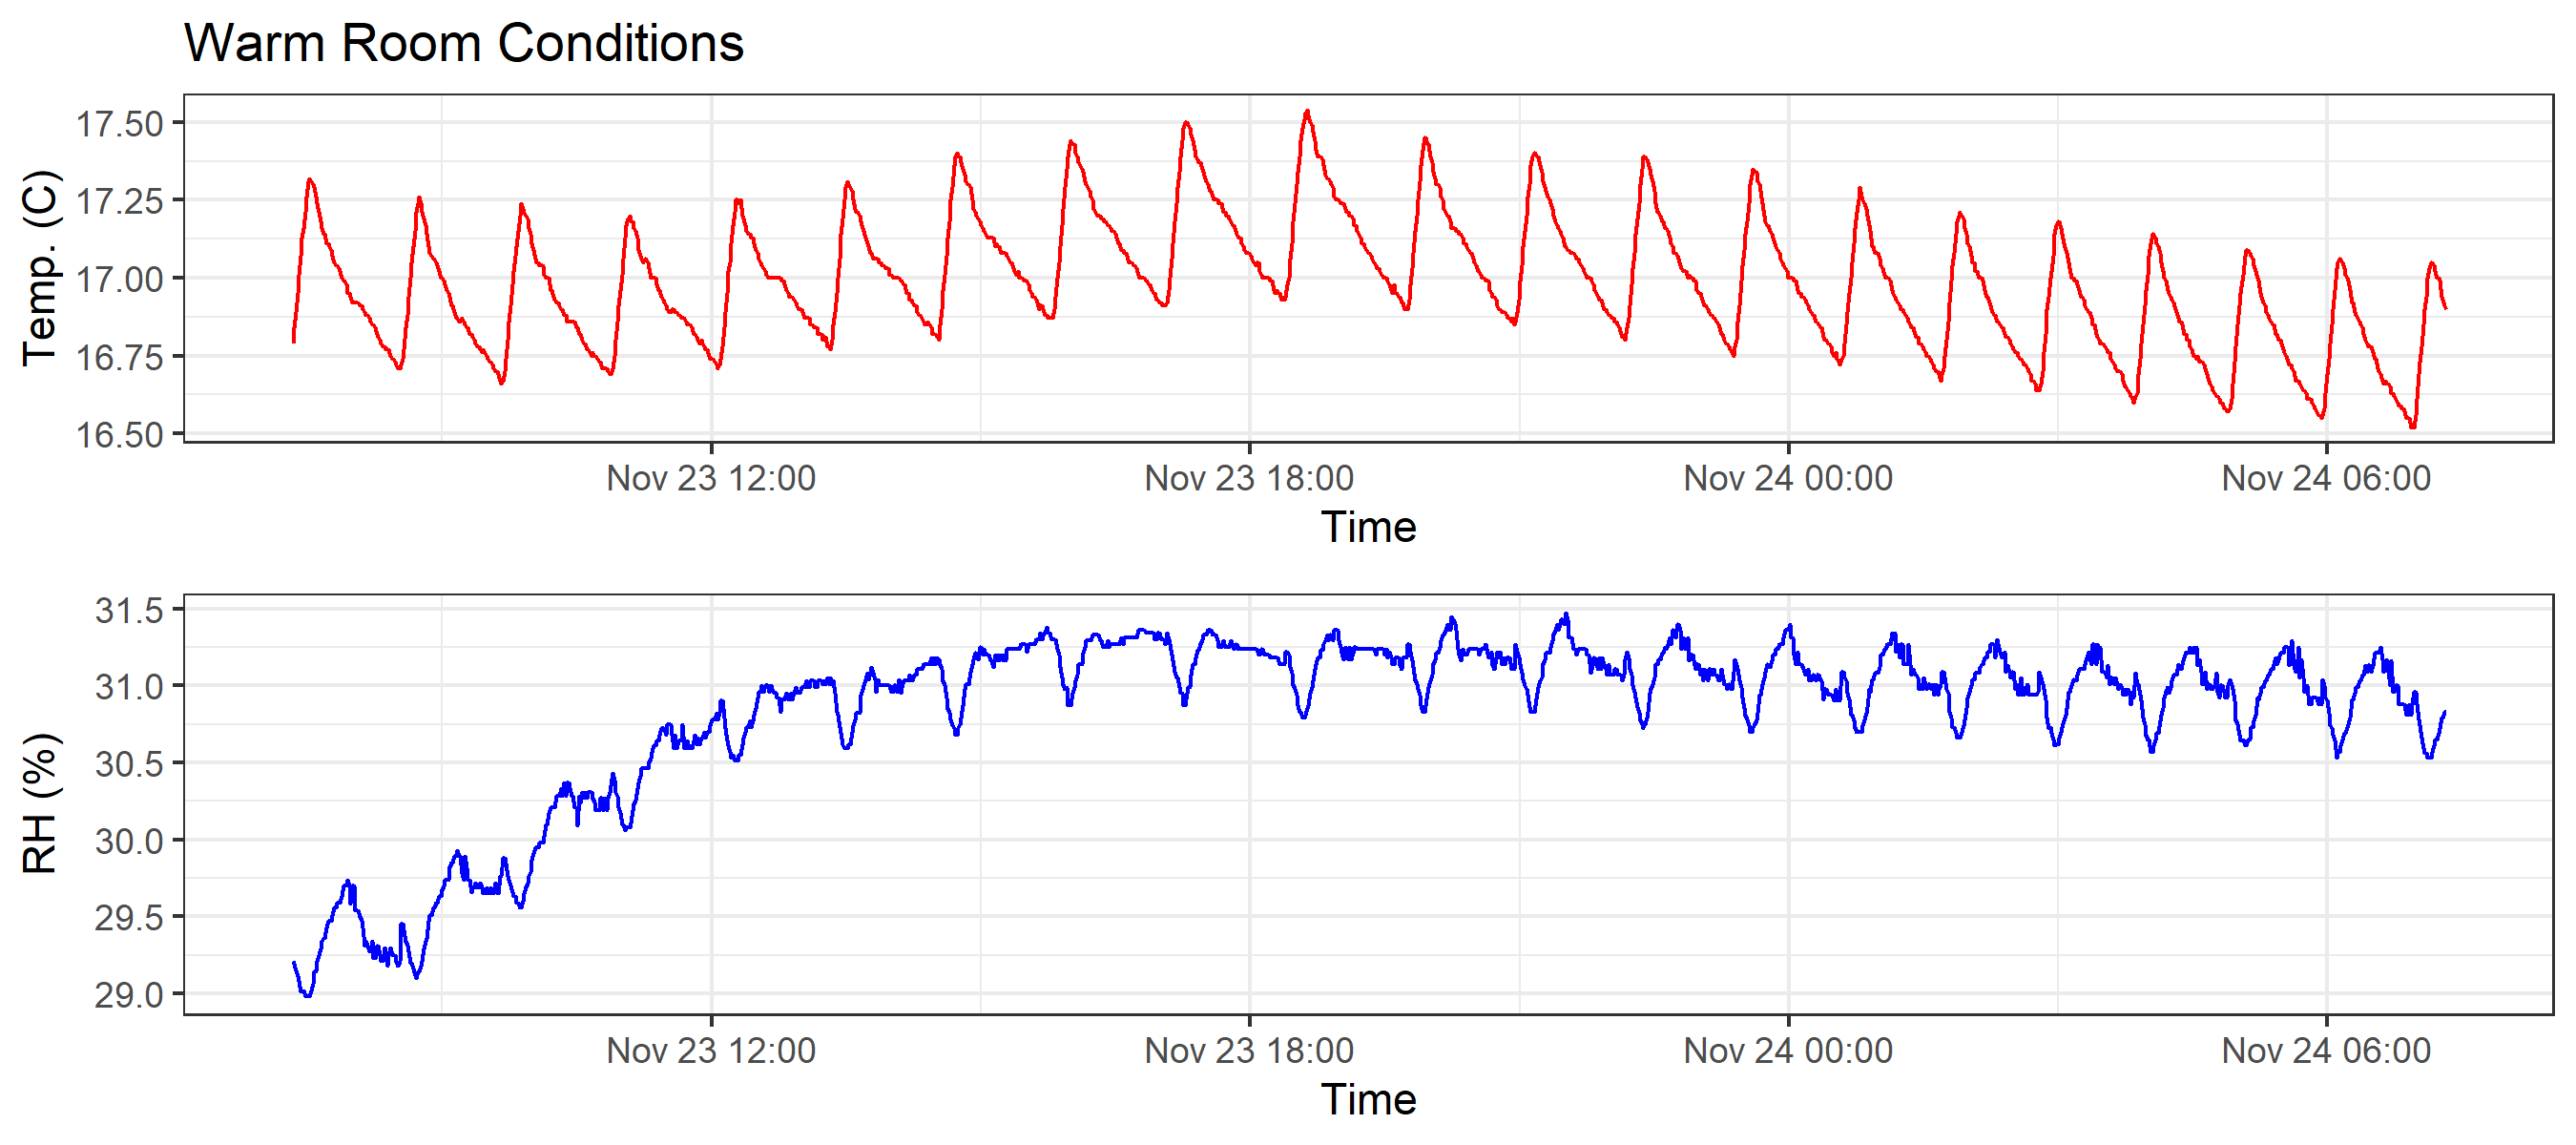 Warm Room Conditions
17.50
17.25
17.00
16.75
16.50
Temp. (C)
Nov 23 12:00 Nov 23 18:00 Nov 24 00:00 Nov 24 06:00
Time
31.5
31.0
30.5
30.0
29.5
29.0
RH (%)
Nov 23 12:00 Nov 23 18:00 Nov 24 00:00 Nov 24 06:00
Time